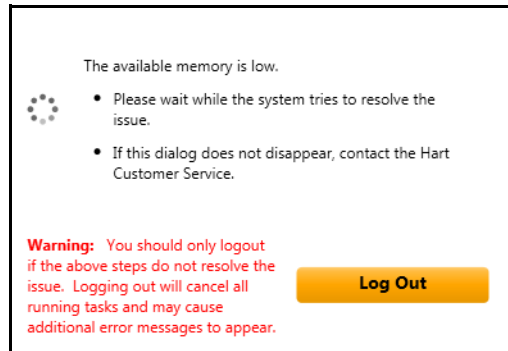 The available memory is low.
• Please wait while the system tries to resolve the
issue.
• If this dialog does not disappear, contact the Hart
Customer Service.
Warning: You should only logout
if the above steps do not resolve the
issue. Logging out will cancel all
running tasks and may cause
additional error messages to appear.
Log Out